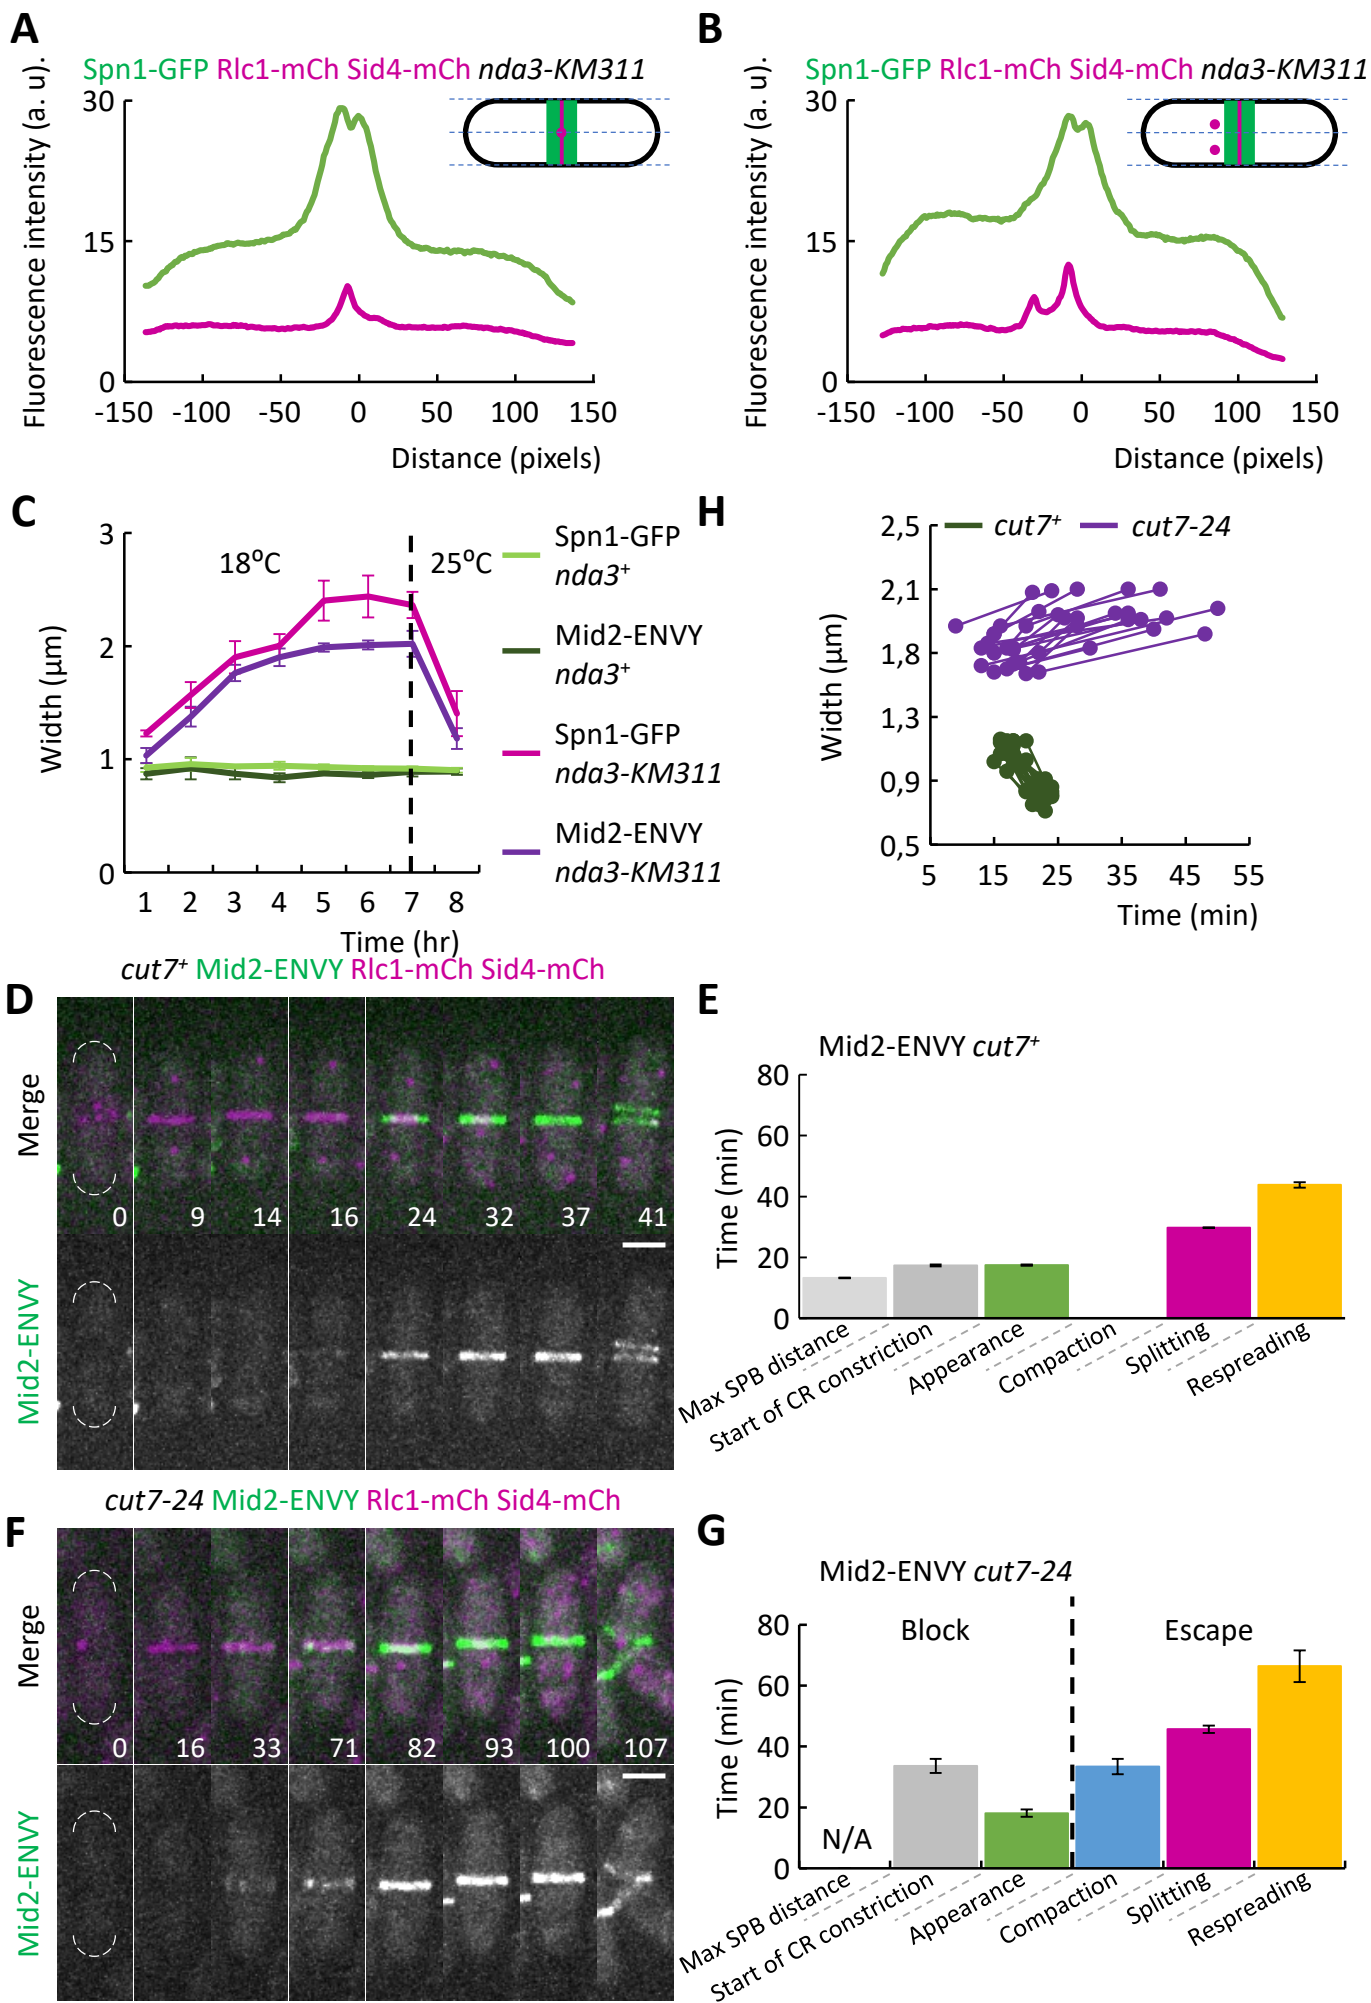 A
Spn1-GFP Rlc1-mCh Sid4-mCh nda3-KM311
Fluorescence intensity (a. u).
30
15
0
-150 -100 -50 0 50 100 150
Distance (pixels)
B
Spn1-GFP Rlc1-mCh Sid4-mCh nda3-KM311
Fluorescence intensity (a. u).
30
15
0
-150 -100 -50 0 50 100 150
Distance (pixels)
C
18⁰C
25⁰C
Width (µm)
3
2
1
0
1 2 3 4 5 6 7 8
Time (hr)
Spn1-GFP
nda3⁺
Mid2-ENVY
nda3⁺
Spn1-GFP
nda3-KM311
Mid2-ENVY
nda3-KM311
H
cut7⁺ cut7-24
Width (µm)
2,5
2,1
1,8
1,3
0,9
0,5
5 15 25 35 45 55
Time (min)
D
cut7⁺ Mid2-ENVY Rlc1-mCh Sid4-mCh
Merge
0 9 14 16 24 32 37 41
Mid2-ENVY
E
Mid2-ENVY cut7⁺
Time (min)
80
60
40
20
0
Max SPB distance
Start of CR constriction
Appearance
Compaction
Splitting
Respreading
F
cut7-24 Mid2-ENVY Rlc1-mCh Sid4-mCh
Merge
0 16 33 71 82 93 100 107
Mid2-ENVY
G
Mid2-ENVY cut7-24
Block Escape
Time (min)
80
60
40
20
0
N/A
Max SPB distance
Start of CR constriction
Appearance
Compaction
Splitting
Respreading